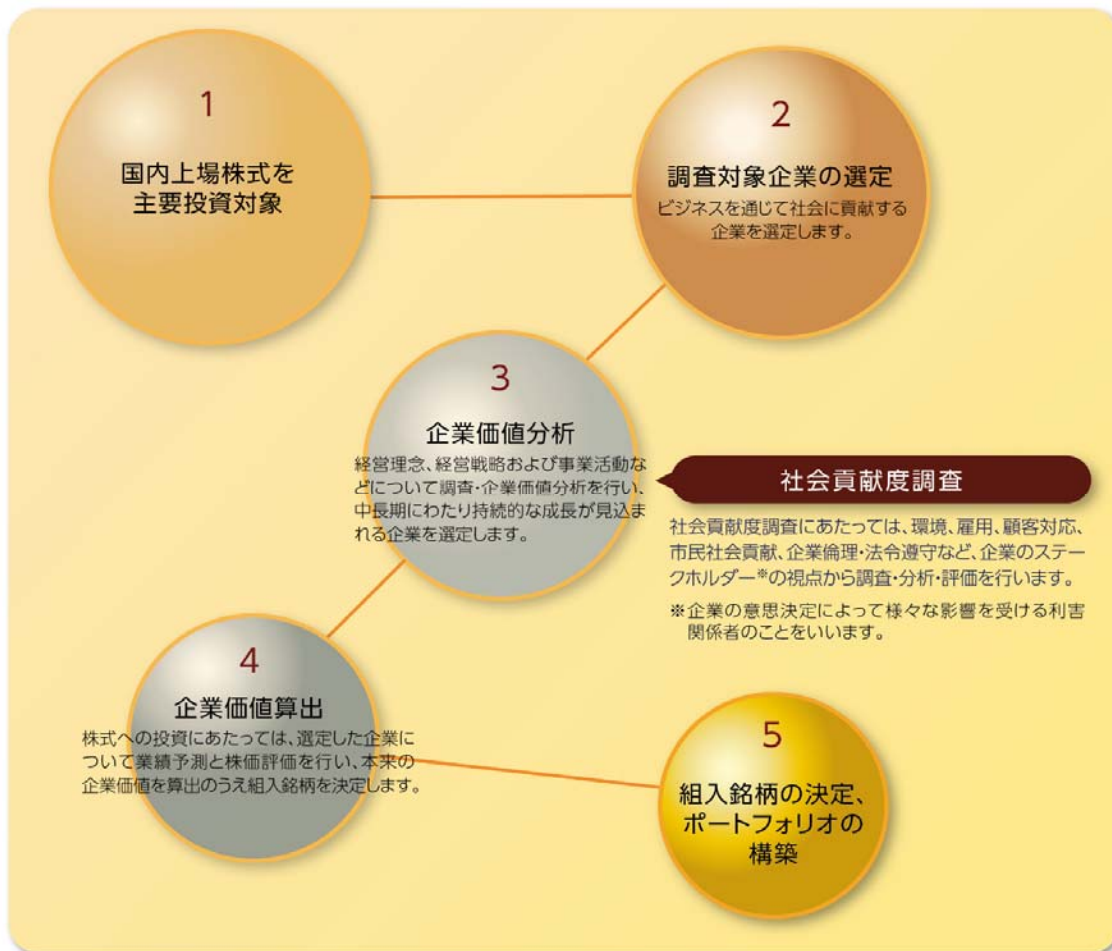 1
国内上場株式を
主要投資対象
2
調査対象企業の選定
ビジネスを通じて社会に貢献する
企業を選定します。
3
企業価値分析
経営理念、経営戦略および事業活動な
どについて調査・企業価値分析を行い、
中長期にわたり持続的な成長が見込ま
れる企業を選定します。
社会貢献度調査
社会貢献度調査にあたっては、環境、雇用、顧客対応、
市民社会貢献、企業倫理・法令遵守など、企業のステー
クホルダー※の視点から調査・分析・評価を行います。
※企業の意思決定によって様々な影響を受ける利害
関係者のことをいいます。
4
企業価値算出
株式への投資にあたっては、選定した企業に
ついて業績予測と株価評価を行い、本来の
企業価値を算出のうえ組入銘柄を決定します。
5
組入銘柄の決定、
ポートフォリオの
構築